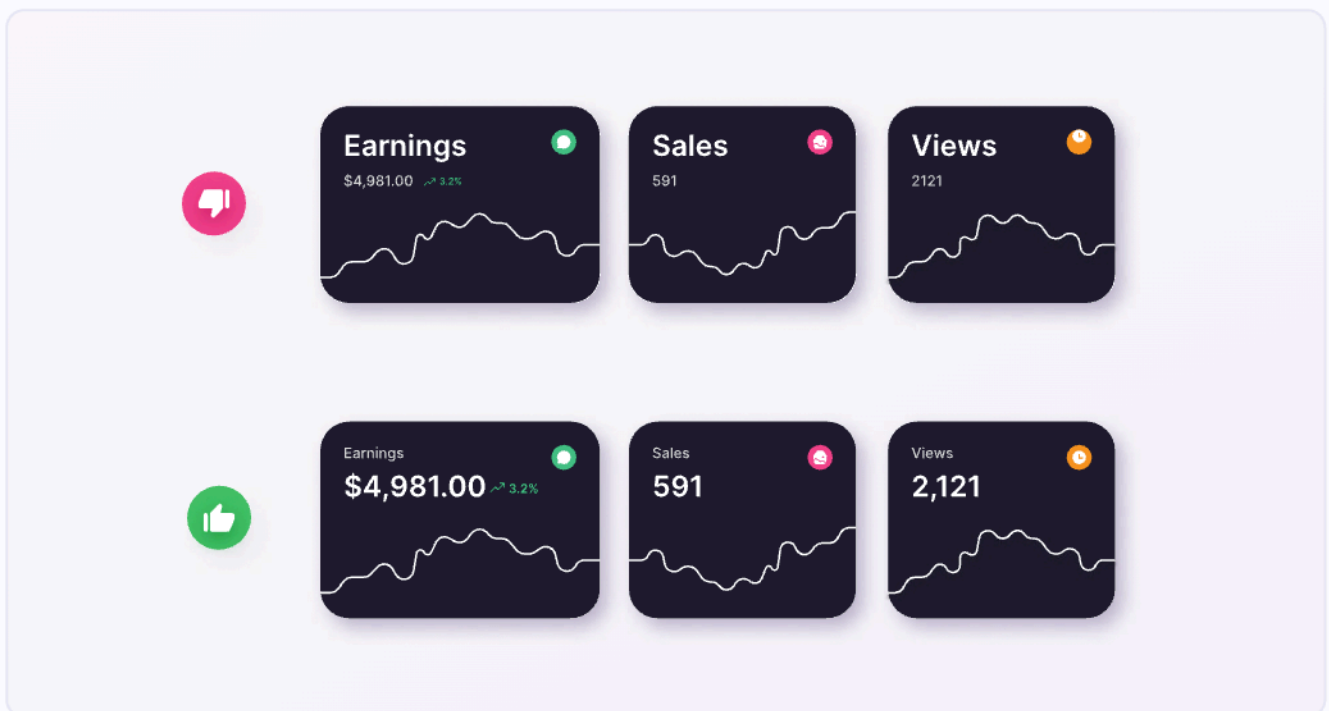 Earnings
$4,981.00 3.2%
Sales
591
Views
2121
Earnings
$4,981.00 3.2%
Sales
591
Views
2,121